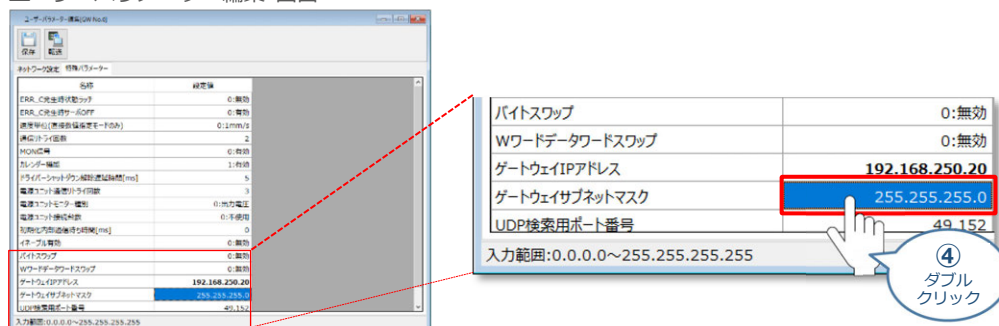 ユーザーパラメーター編集 画面
ユーザーパラメーター編集[GW No.0]
保存 転送
ネットワーク設定 特殊パラメーター
名称 設定値
ERR_C発生時状態ラッチ 0:無効
ERR_C発生時サーボOFF 0:有効
速度単位(直接数値指定モードのみ) 0:1mm/s
通信リトライ回数 2
MON信号 0:有効
カレンダー機能 1:有効
ドライバーシャットダウン解除遅延時間[ms] 5
電源ユニット通信リトライ回数 3
電源ユニットモニター種別 0:出力電圧
電源ユニット接続台数 0:不使用
初期化内部通信待ち時間[ms] 0
イネーブル有効 0:無効
バイトスワップ 0:無効
Wワードデータワードスワップ 0:無効
ゲートウェイIPアドレス 192.168.250.20
ゲートウェイサブネットマスク 255.255.255.0
UDP検索用ポート番号 49,152
入力範囲:0.0.0.0～255.255.255.255
バイトスワップ 0:無効
Wワードデータワードスワップ 0:無効
ゲートウェイIPアドレス 192.168.250.20
ゲートウェイサブネットマスク 255.255.255.0
UDP検索用ポート番号 49,152
入力範囲:0.0.0.0～255.255.255.255
④
ダブル
クリック